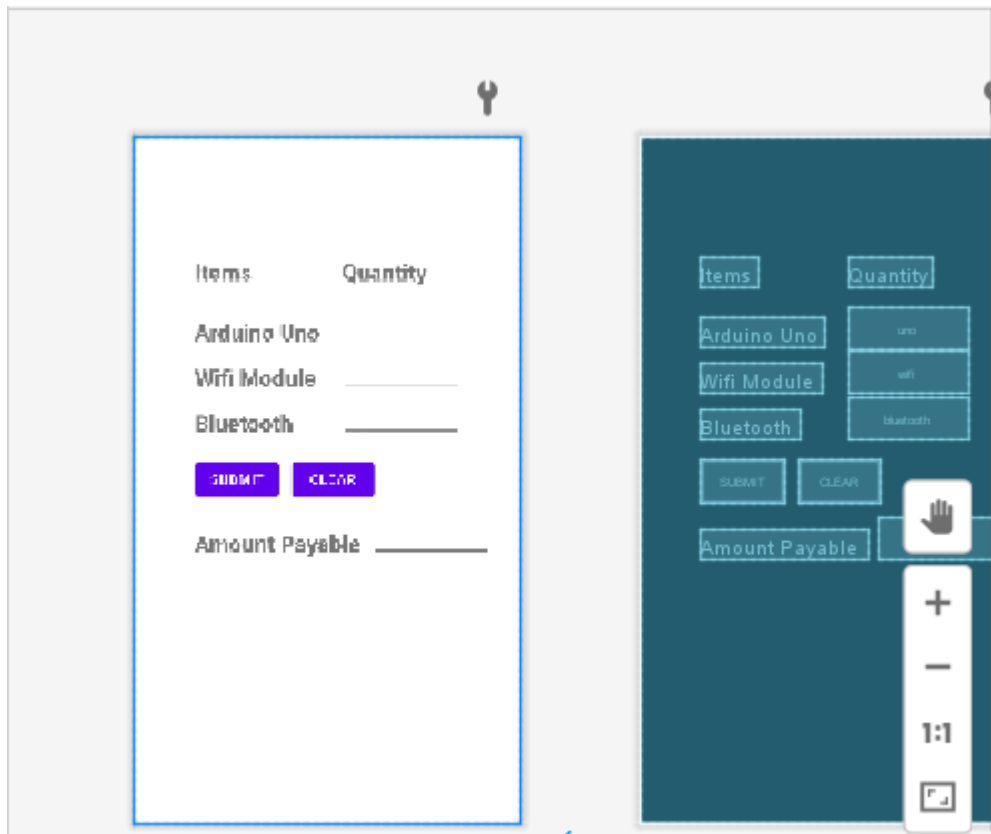 Items Quantity
Arduino Uno
Wifi Module
Bluetooth
SUBMIT CLEAR
Amount Payable
Items Quantity
Arduino Uno uno
Wifi Module wifi
Bluetooth bluetooth
SUBMIT CLEAR
Amount Payable
1:1